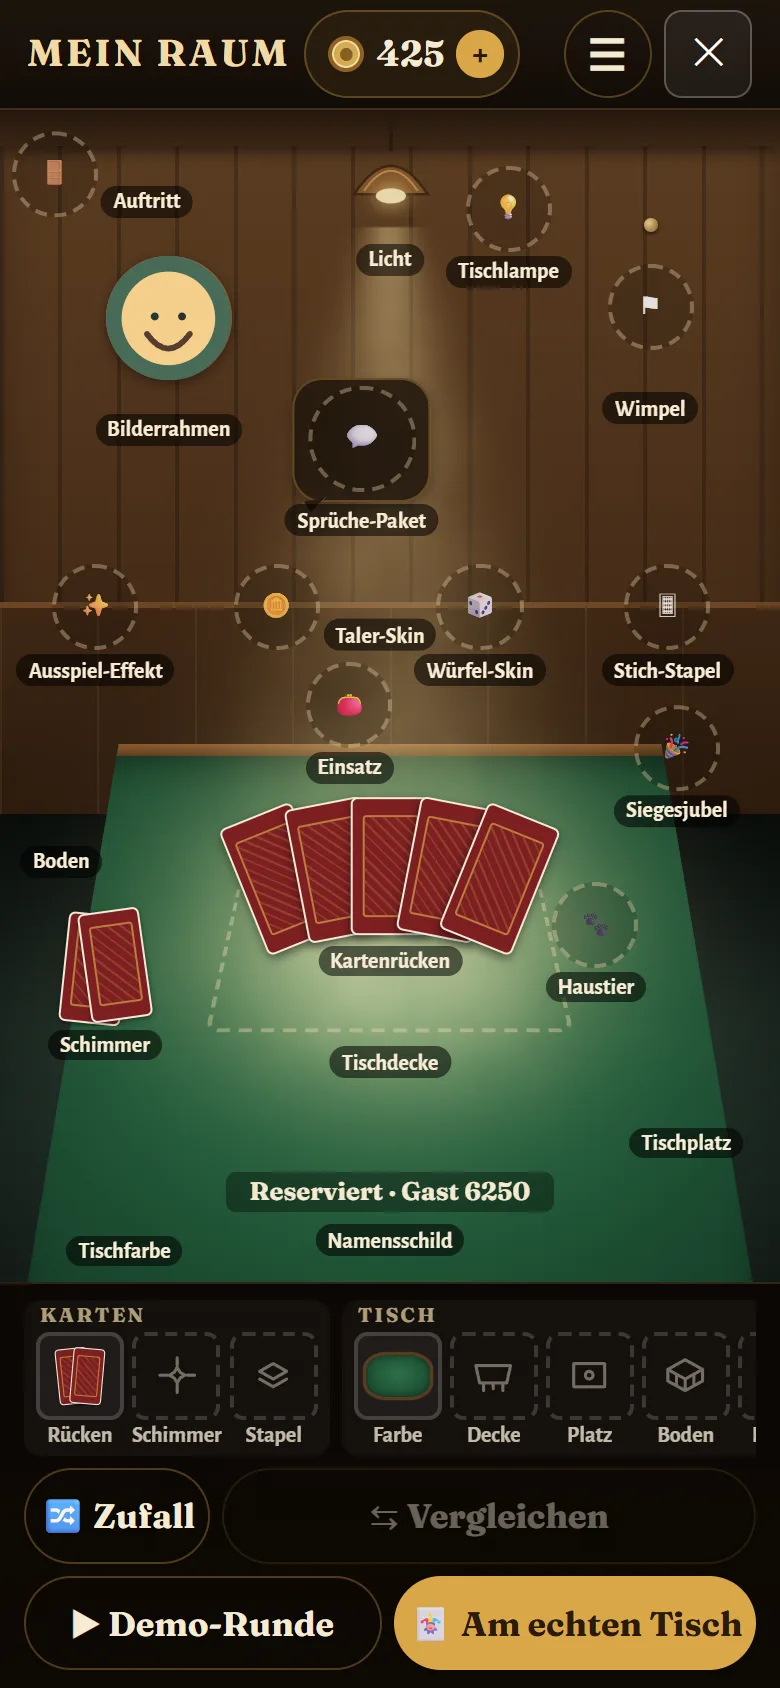 MEIN RAUM 425 +
Auftritt
Licht
Tischlampe
Wimpel
Bilderrahmen
Sprüche-Paket
Taler-Skin
Ausspiel-Effekt
Würfel-Skin
Stich-Stapel
Einsatz
Siegesjubel
Boden
Kartenrücken
Haustier
Schimmer
Tischdecke
Tischplatz
Reserviert · Gast 6250
Namensschild
Tischfarbe
KARTEN TISCH
Rücken Schimmer Stapel Farbe Decke Platz Boden
Zufall Vergleichen
Demo-Runde Am echten Tisch